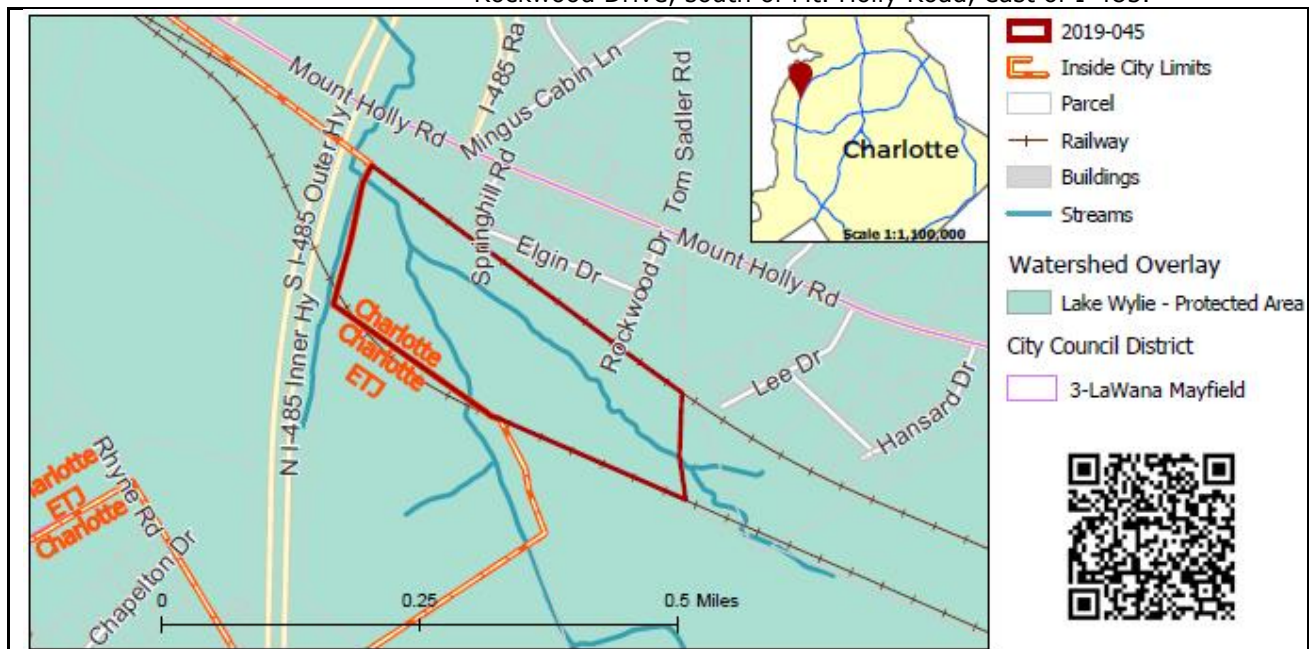 Rockwood Drive, south of Mt. Holly Road, east of I-485.
2019-045
Inside City Limits
Parcel
Railway
Buildings
Streams
Watershed Overlay
Lake Wylie - Protected Area
City Council District
3-LaWana Mayfield
Charlotte
Scale 1:1,100,000
Mount Holly Rd
I-485 Ra
Mingus Cabin Ln
Tom Sadler Rd
S I-485 Outer Hy
Springhill Rd
Elgin Dr
Rockwood Dr
Mount Holly Rd
Charlotte
Charlotte
ETJ
Lee Dr
Hansard Dr
N I-485 Inner Hy
Rhyne Rd
Charlotte
ETJ
Charlotte
Chapelton Dr
0 0.25 0.5 Miles